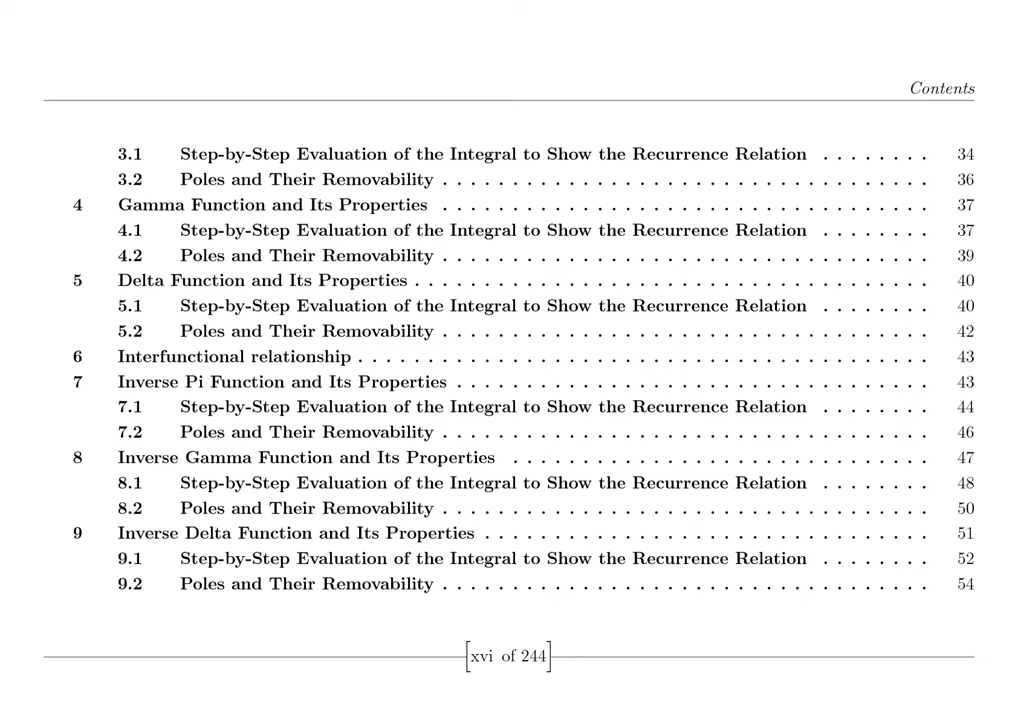 Contents
3.1 Step-by-Step Evaluation of the Integral to Show the Recurrence Relation . . . . . . . . 34
3.2 Poles and Their Removability . . . . . . . . . . . . . . . . . . . . . . . . . . . . . . . . . . . 36
4 Gamma Function and Its Properties . . . . . . . . . . . . . . . . . . . . . . . . . . . . . . . . . . . 37
4.1 Step-by-Step Evaluation of the Integral to Show the Recurrence Relation . . . . . . . . 37
4.2 Poles and Their Removability . . . . . . . . . . . . . . . . . . . . . . . . . . . . . . . . . . . 39
5 Delta Function and Its Properties . . . . . . . . . . . . . . . . . . . . . . . . . . . . . . . . . . . . . 40
5.1 Step-by-Step Evaluation of the Integral to Show the Recurrence Relation . . . . . . . . 40
5.2 Poles and Their Removability . . . . . . . . . . . . . . . . . . . . . . . . . . . . . . . . . . . 42
6 Interfunctional relationship . . . . . . . . . . . . . . . . . . . . . . . . . . . . . . . . . . . . . . . . . 43
7 Inverse Pi Function and Its Properties . . . . . . . . . . . . . . . . . . . . . . . . . . . . . . . . . . 43
7.1 Step-by-Step Evaluation of the Integral to Show the Recurrence Relation . . . . . . . . 44
7.2 Poles and Their Removability . . . . . . . . . . . . . . . . . . . . . . . . . . . . . . . . . . . 46
8 Inverse Gamma Function and Its Properties . . . . . . . . . . . . . . . . . . . . . . . . . . . . . . 47
8.1 Step-by-Step Evaluation of the Integral to Show the Recurrence Relation . . . . . . . . 48
8.2 Poles and Their Removability . . . . . . . . . . . . . . . . . . . . . . . . . . . . . . . . . . . 50
9 Inverse Delta Function and Its Properties . . . . . . . . . . . . . . . . . . . . . . . . . . . . . . . . 51
9.1 Step-by-Step Evaluation of the Integral to Show the Recurrence Relation . . . . . . . . 52
9.2 Poles and Their Removability . . . . . . . . . . . . . . . . . . . . . . . . . . . . . . . . . . . 54
[xvi of 244]